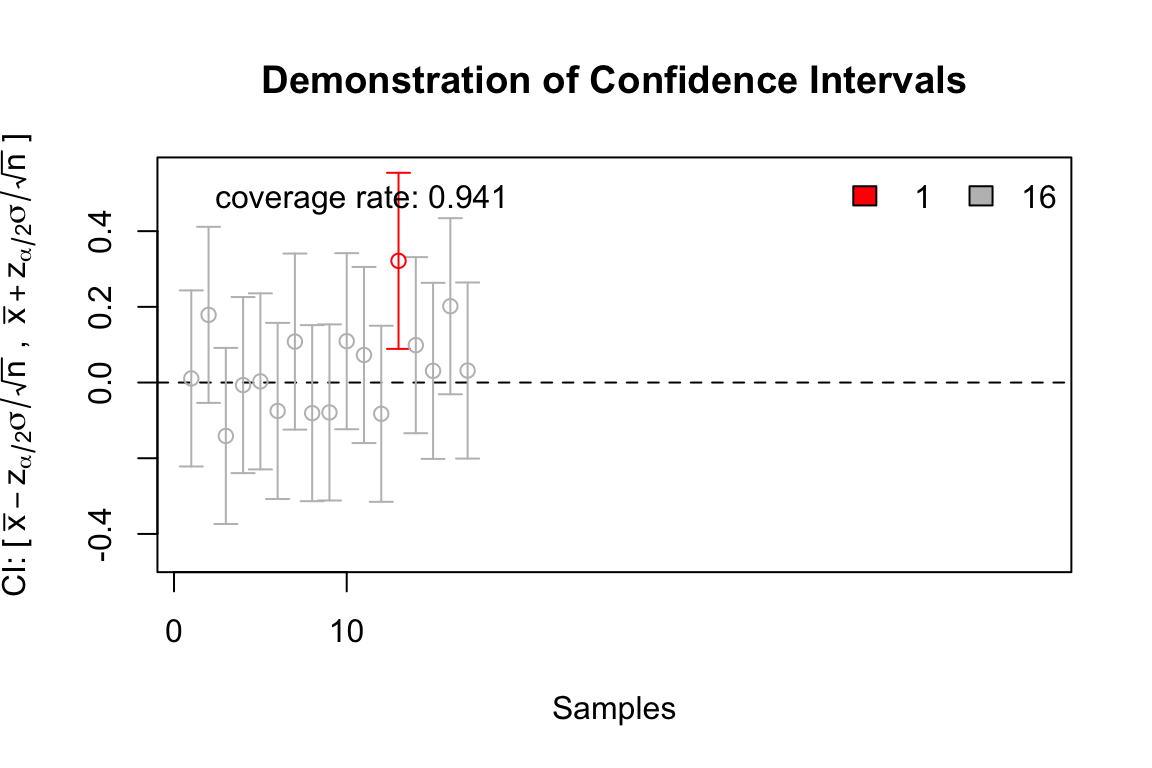 Demonstration of Confidence Intervals
CI: [ x̅ − zα/2σ/√n , x̅ + zα/2σ/√n ]
coverage rate: 0.941
1
16
0.4
0.2
0.0
-0.4
0
10
Samples